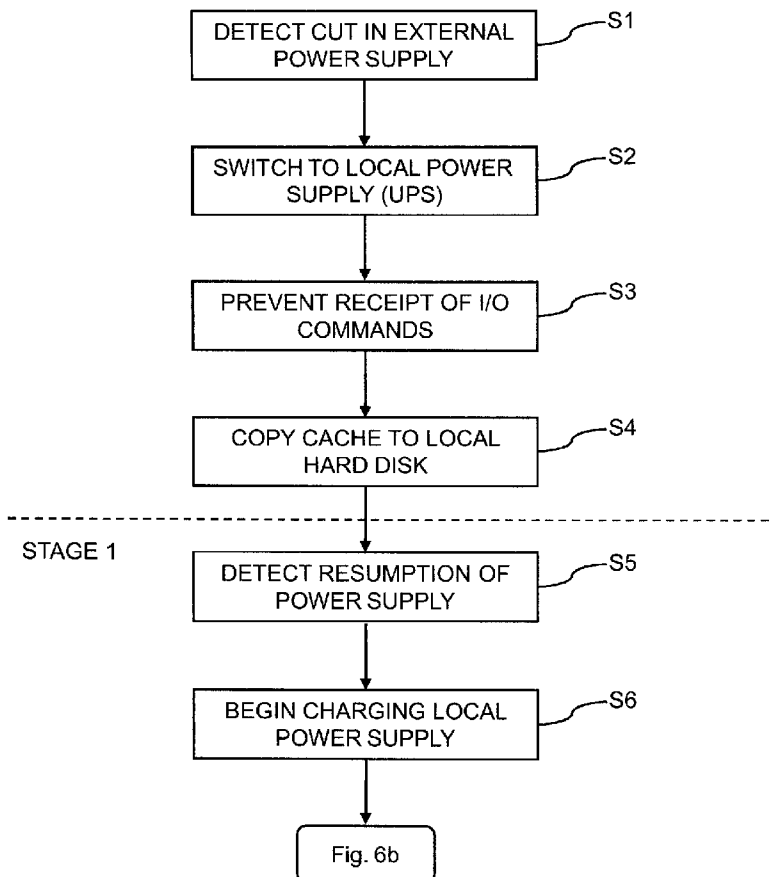 DETECT CUT IN EXTERNAL
POWER SUPPLY
S1
SWITCH TO LOCAL POWER
SUPPLY (UPS)
S2
PREVENT RECEIPT OF I/O
COMMANDS
S3
COPY CACHE TO LOCAL
HARD DISK
S4
STAGE 1
DETECT RESUMPTION OF
POWER SUPPLY
S5
BEGIN CHARGING LOCAL
POWER SUPPLY
S6
Fig. 6b